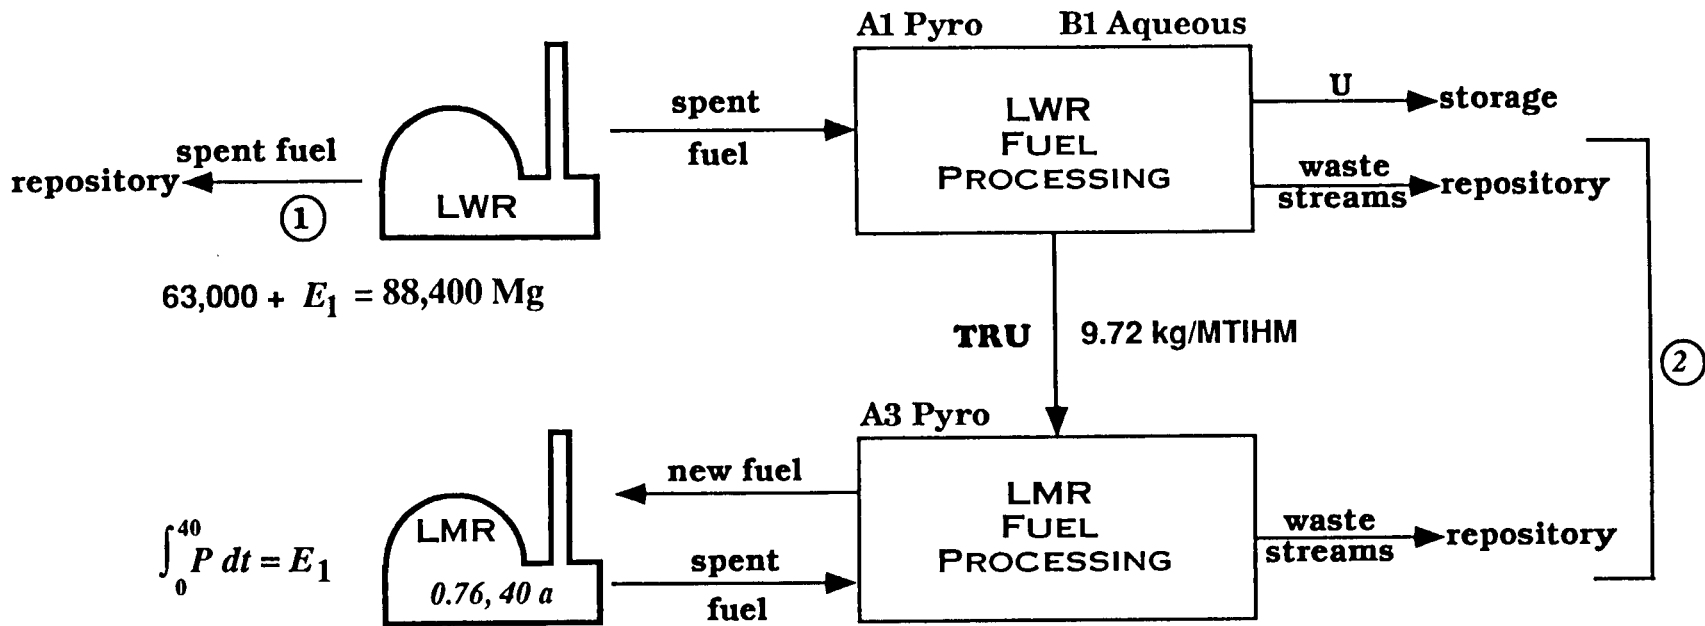 A1 Pyro B1 Aqueous
spent
fuel
LWR
FUEL
PROCESSING
U
storage
waste
streams
repository
spent fuel
repository
1
LWR
63,000 + E₁ = 88,400 Mg
TRU 9.72 kg/MTIHM
2
A3 Pyro
new fuel
LMR
0.76, 40 a
∫₀⁴⁰ P dt = E₁
spent
fuel
LMR
FUEL
PROCESSING
waste
streams
repository